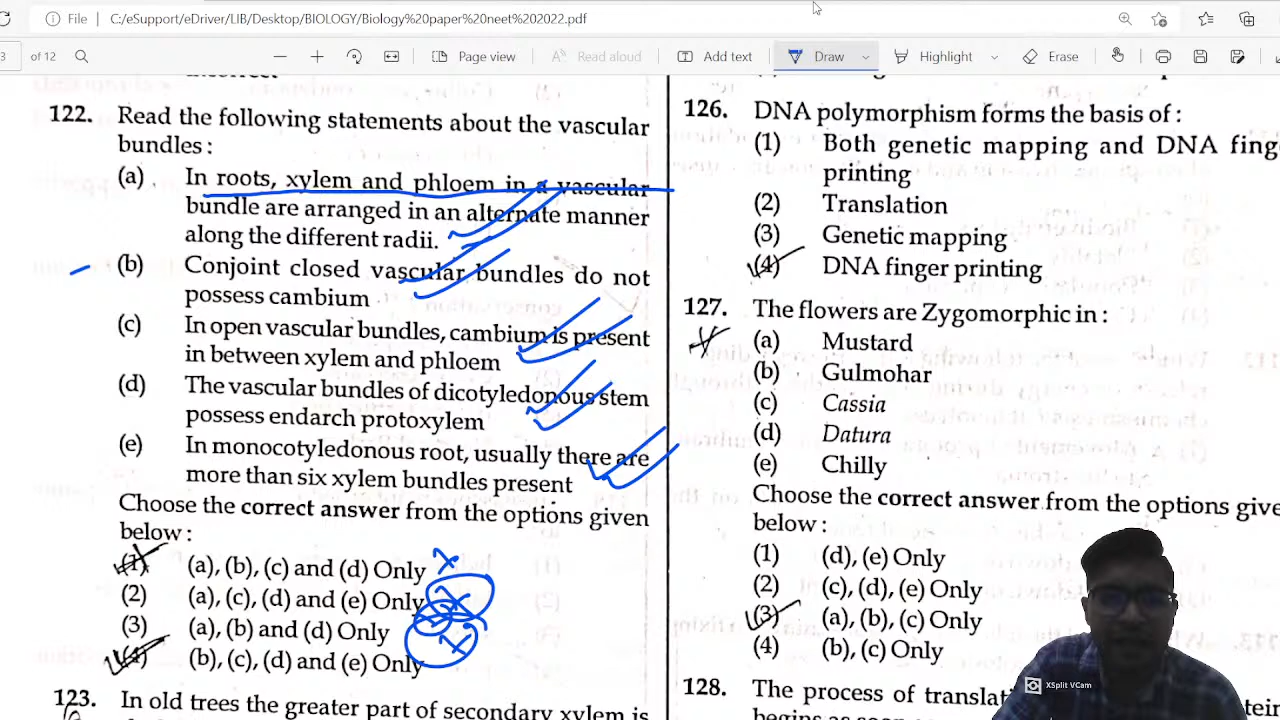 File
C:/eSupport/eDriver/LIB/Desktop/BIOLOGY/Biology%20paper%20neet%202022.pdf
3 of 12
Page view
Read aloud
Add text
Draw
Highlight
Erase
122. Read the following statements about the vascular
bundles :
(a) In roots, xylem and phloem in a vascular
bundle are arranged in an alternate manner
along the different radii.
(b) Conjoint closed vascular bundles do not
possess cambium
(c) In open vascular bundles, cambium is present
in between xylem and phloem
(d) The vascular bundles of dicotyledonous stem
possess endarch protoxylem
(e) In monocotyledonous root, usually there are
more than six xylem bundles present
Choose the correct answer from the options given
below :
(1) (a), (b), (c) and (d) Only
(2) (a), (c), (d) and (e) Only
(3) (a), (b) and (d) Only
(4) (b), (c), (d) and (e) Only
123. In old trees the greater part of secondary xylem is
126. DNA polymorphism forms the basis of :
(1) Both genetic mapping and DNA finge
printing
(2) Translation
(3) Genetic mapping
(4) DNA finger printing
127. The flowers are Zygomorphic in :
(a) Mustard
(b) Gulmohar
(c) Cassia
(d) Datura
(e) Chilly
Choose the correct answer from the options give
below :
(1) (d), (e) Only
(2) (c), (d), (e) Only
(3) (a), (b), (c) Only
(4) (b), (c) Only
128. The process of translat
XSplit VCam